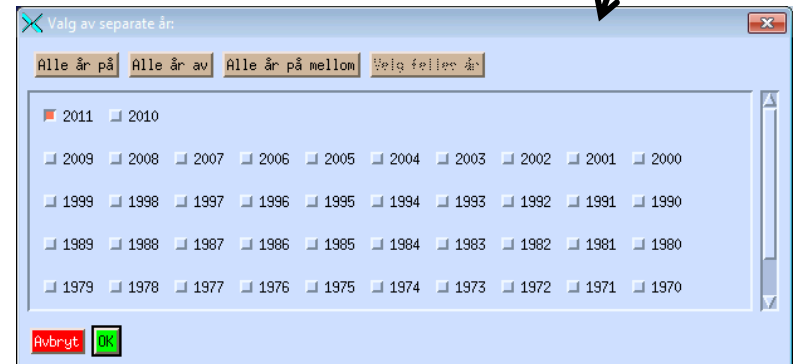 Valg av separate år:
Alle år på Alle år av Alle år på mellom Velg felles år
2011 2010
2009 2008 2007 2006 2005 2004 2003 2002 2001 2000
1999 1998 1997 1996 1995 1994 1993 1992 1991 1990
1989 1988 1987 1986 1985 1984 1983 1982 1981 1980
1979 1978 1977 1976 1975 1974 1973 1972 1971 1970
Avbryt OK